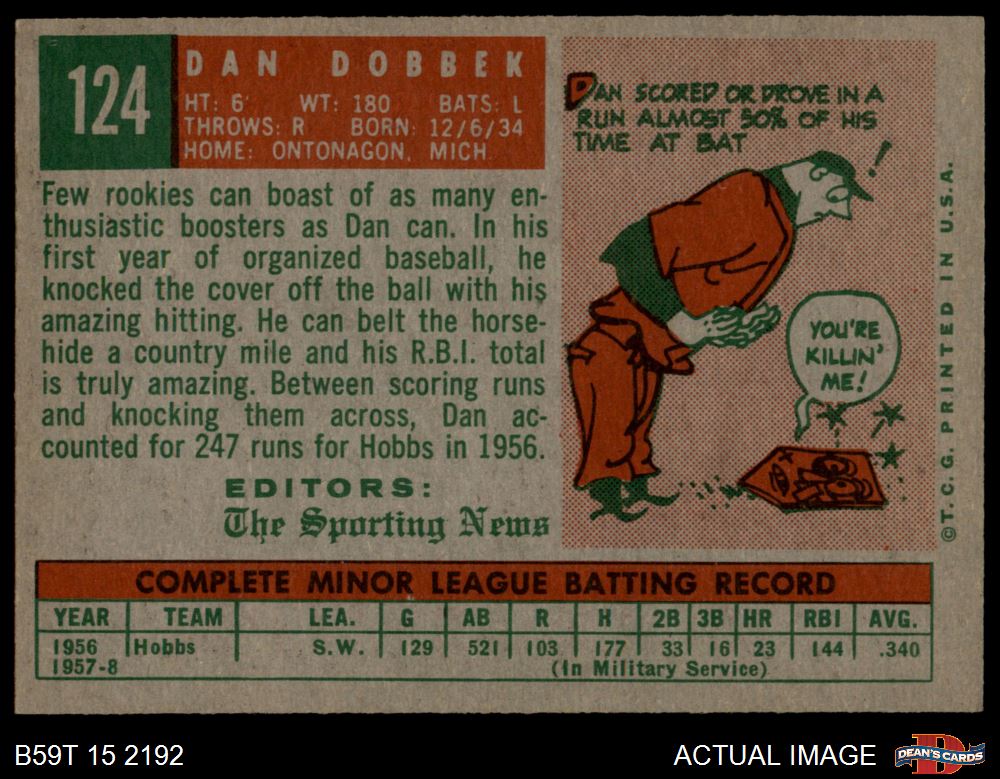 124
DAN DOBBEK
HT: 6' WT: 180 BATS: L
THROWS: R BORN: 12/6/34
HOME: ONTONAGON, MICH.
Few rookies can boast of as many en-
thusiastic boosters as Dan can. In his
first year of organized baseball, he
knocked the cover off the ball with his
amazing hitting. He can belt the horse-
hide a country mile and his R.B.I. total
is truly amazing. Between scoring runs
and knocking them across, Dan ac-
counted for 247 runs for Hobbs in 1956.
EDITORS:
The Sporting News
DAN SCORED OR DROVE IN A
RUN ALMOST 50% OF HIS
TIME AT BAT
!
YOU'RE
KILLIN'
ME!
©T.C.G. PRINTED IN U.S.A.
COMPLETE MINOR LEAGUE BATTING RECORD
YEAR TEAM LEA. G AB R H 2B 3B HR RBI AVG.
1956 Hobbs S.W. 129 521 103 177 33 16 23 144 .340
1957-8 (In Military Service)
B59T 15 2192
ACTUAL IMAGE
DEAN'S CARDS